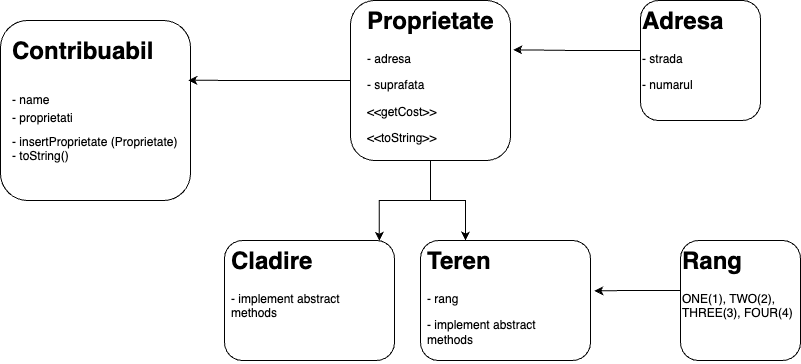 Contribuabil
- name
- proprietati
- insertProprietate (Proprietate)
- toString()
Proprietate
- adresa
- suprafata
<<getCost>>
<<toString>>
Adresa
- strada
- numarul
Cladire
- implement abstract
methods
Teren
- rang
- implement abstract
methods
Rang
ONE(1), TWO(2),
THREE(3), FOUR(4)